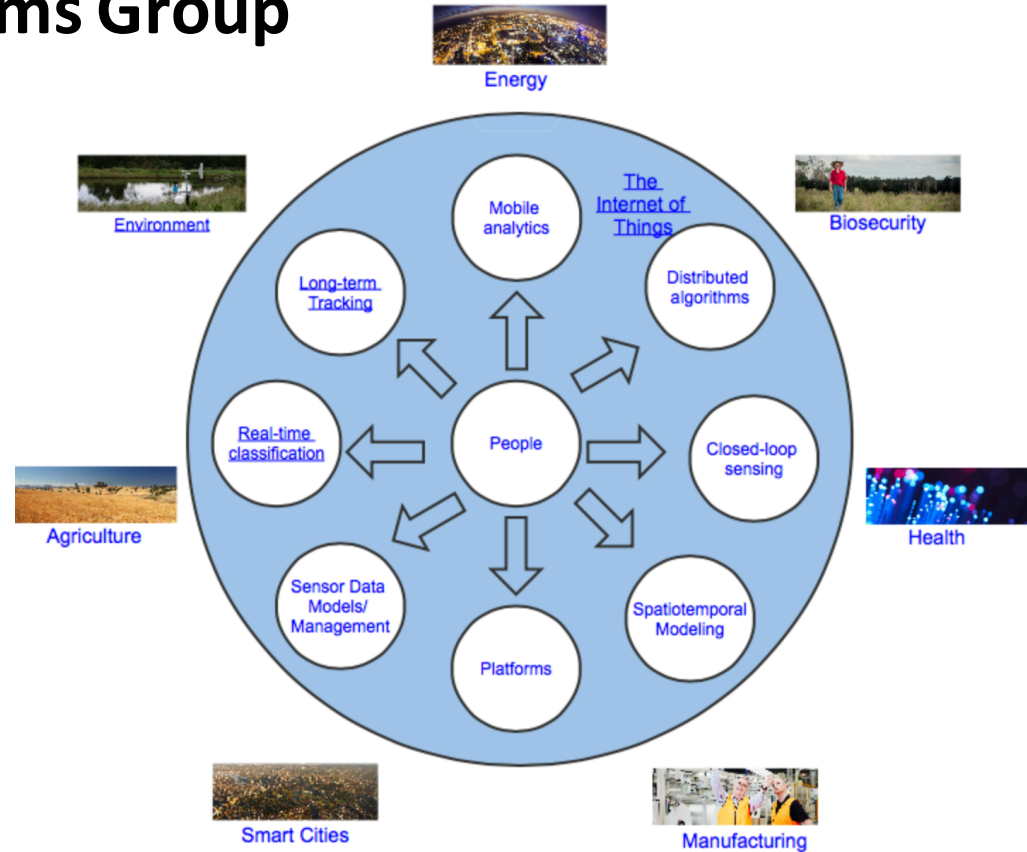 ms Group
Energy
Environment
Biosecurity
The
Internet of
Things
Mobile
analytics
Long-term
Tracking
Distributed
algorithms
Real-time
classification
People
Closed-loop
sensing
Agriculture
Health
Sensor Data
Models/
Management
Spatiotemporal
Modeling
Platforms
Smart Cities
Manufacturing